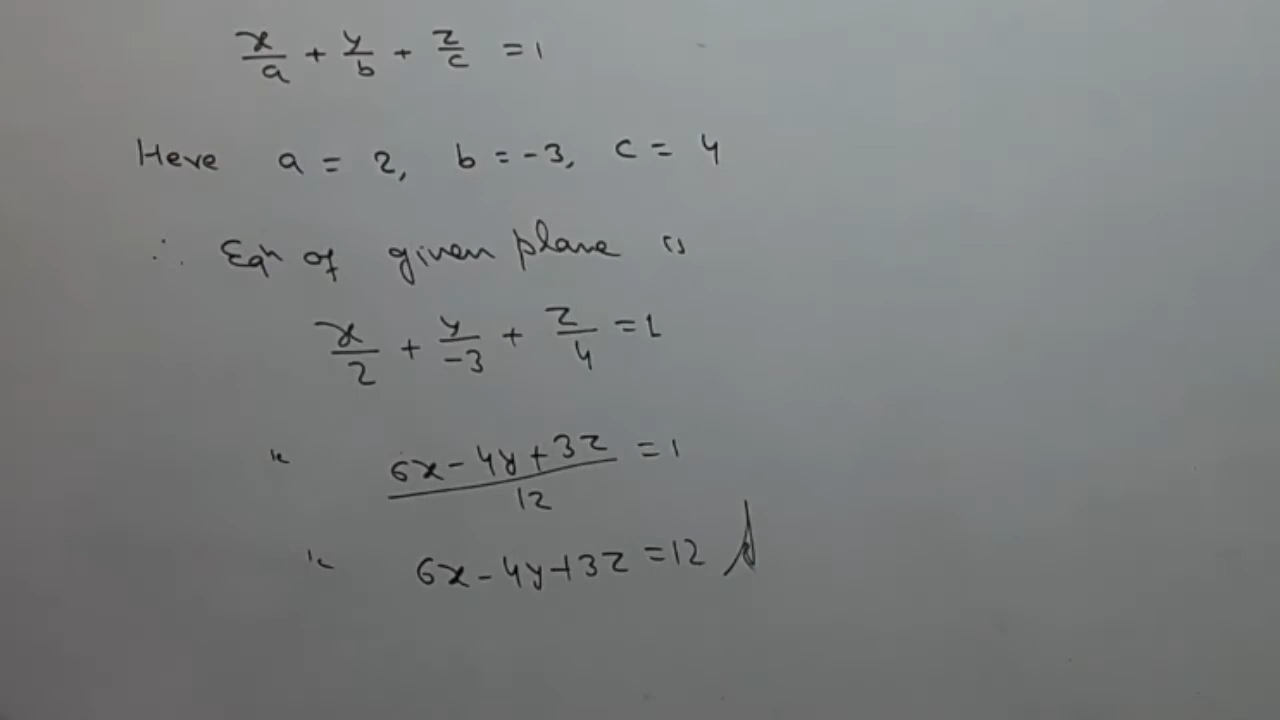 x/a + y/b + z/c = 1
Here a = 2, b = -3, c = 4
∴ Eqn of given plane is
x/2 + y/-3 + z/4 = 1
(6x - 4y + 3z)/12 = 1
6x - 4y + 3z = 12